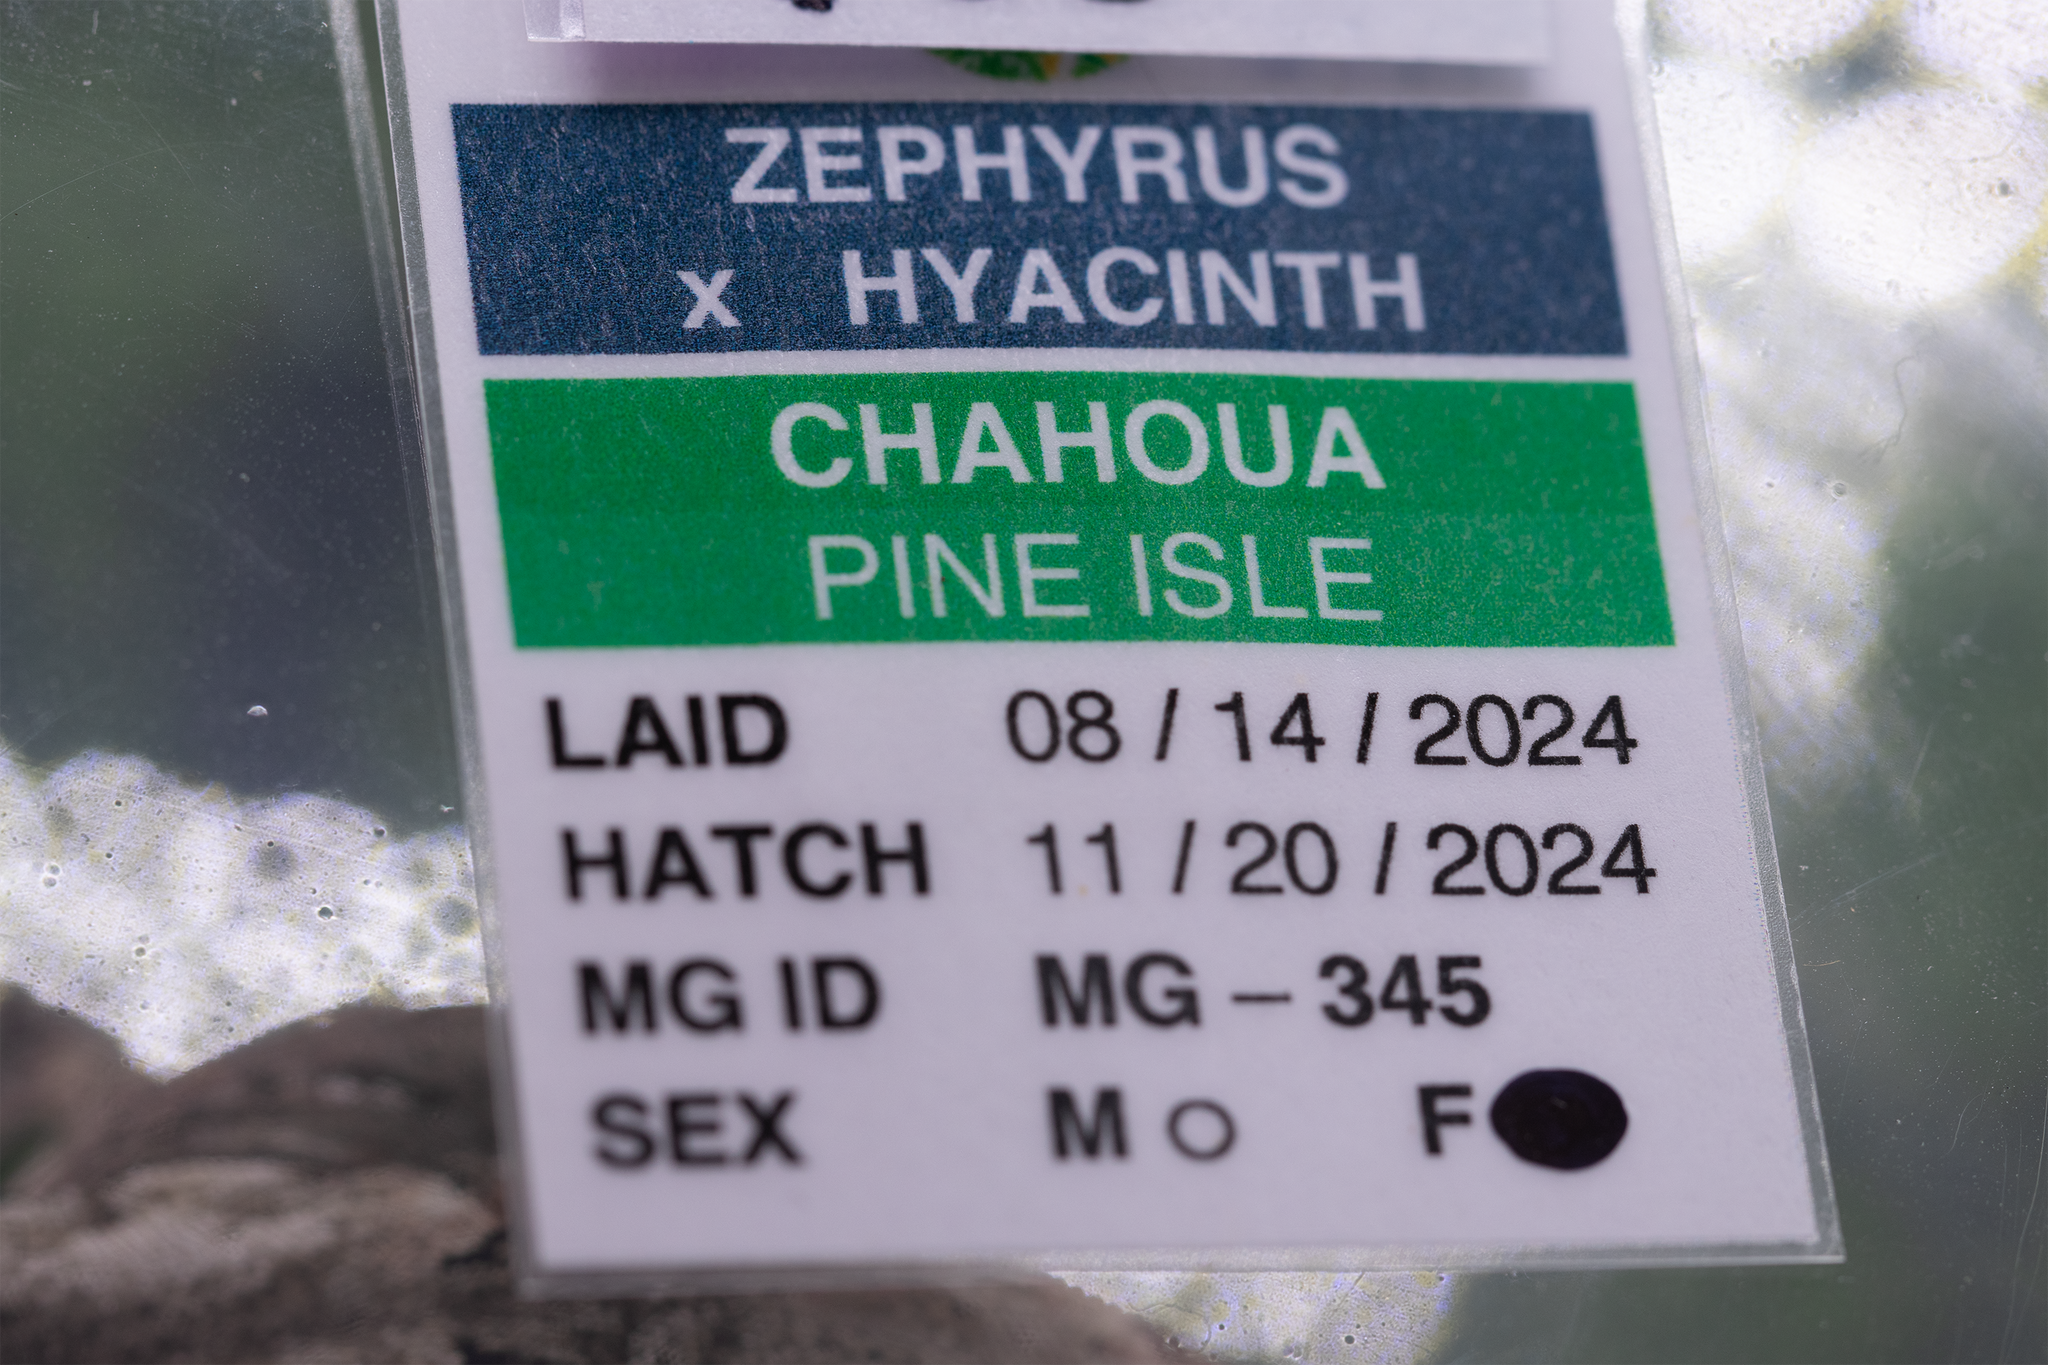 ZEPHYRUS
x HYACINTH
CHAHOUA
PINE ISLE
LAID 08 / 14 / 2024
HATCH 11 / 20 / 2024
MG ID MG – 345
SEX M ○ F ●